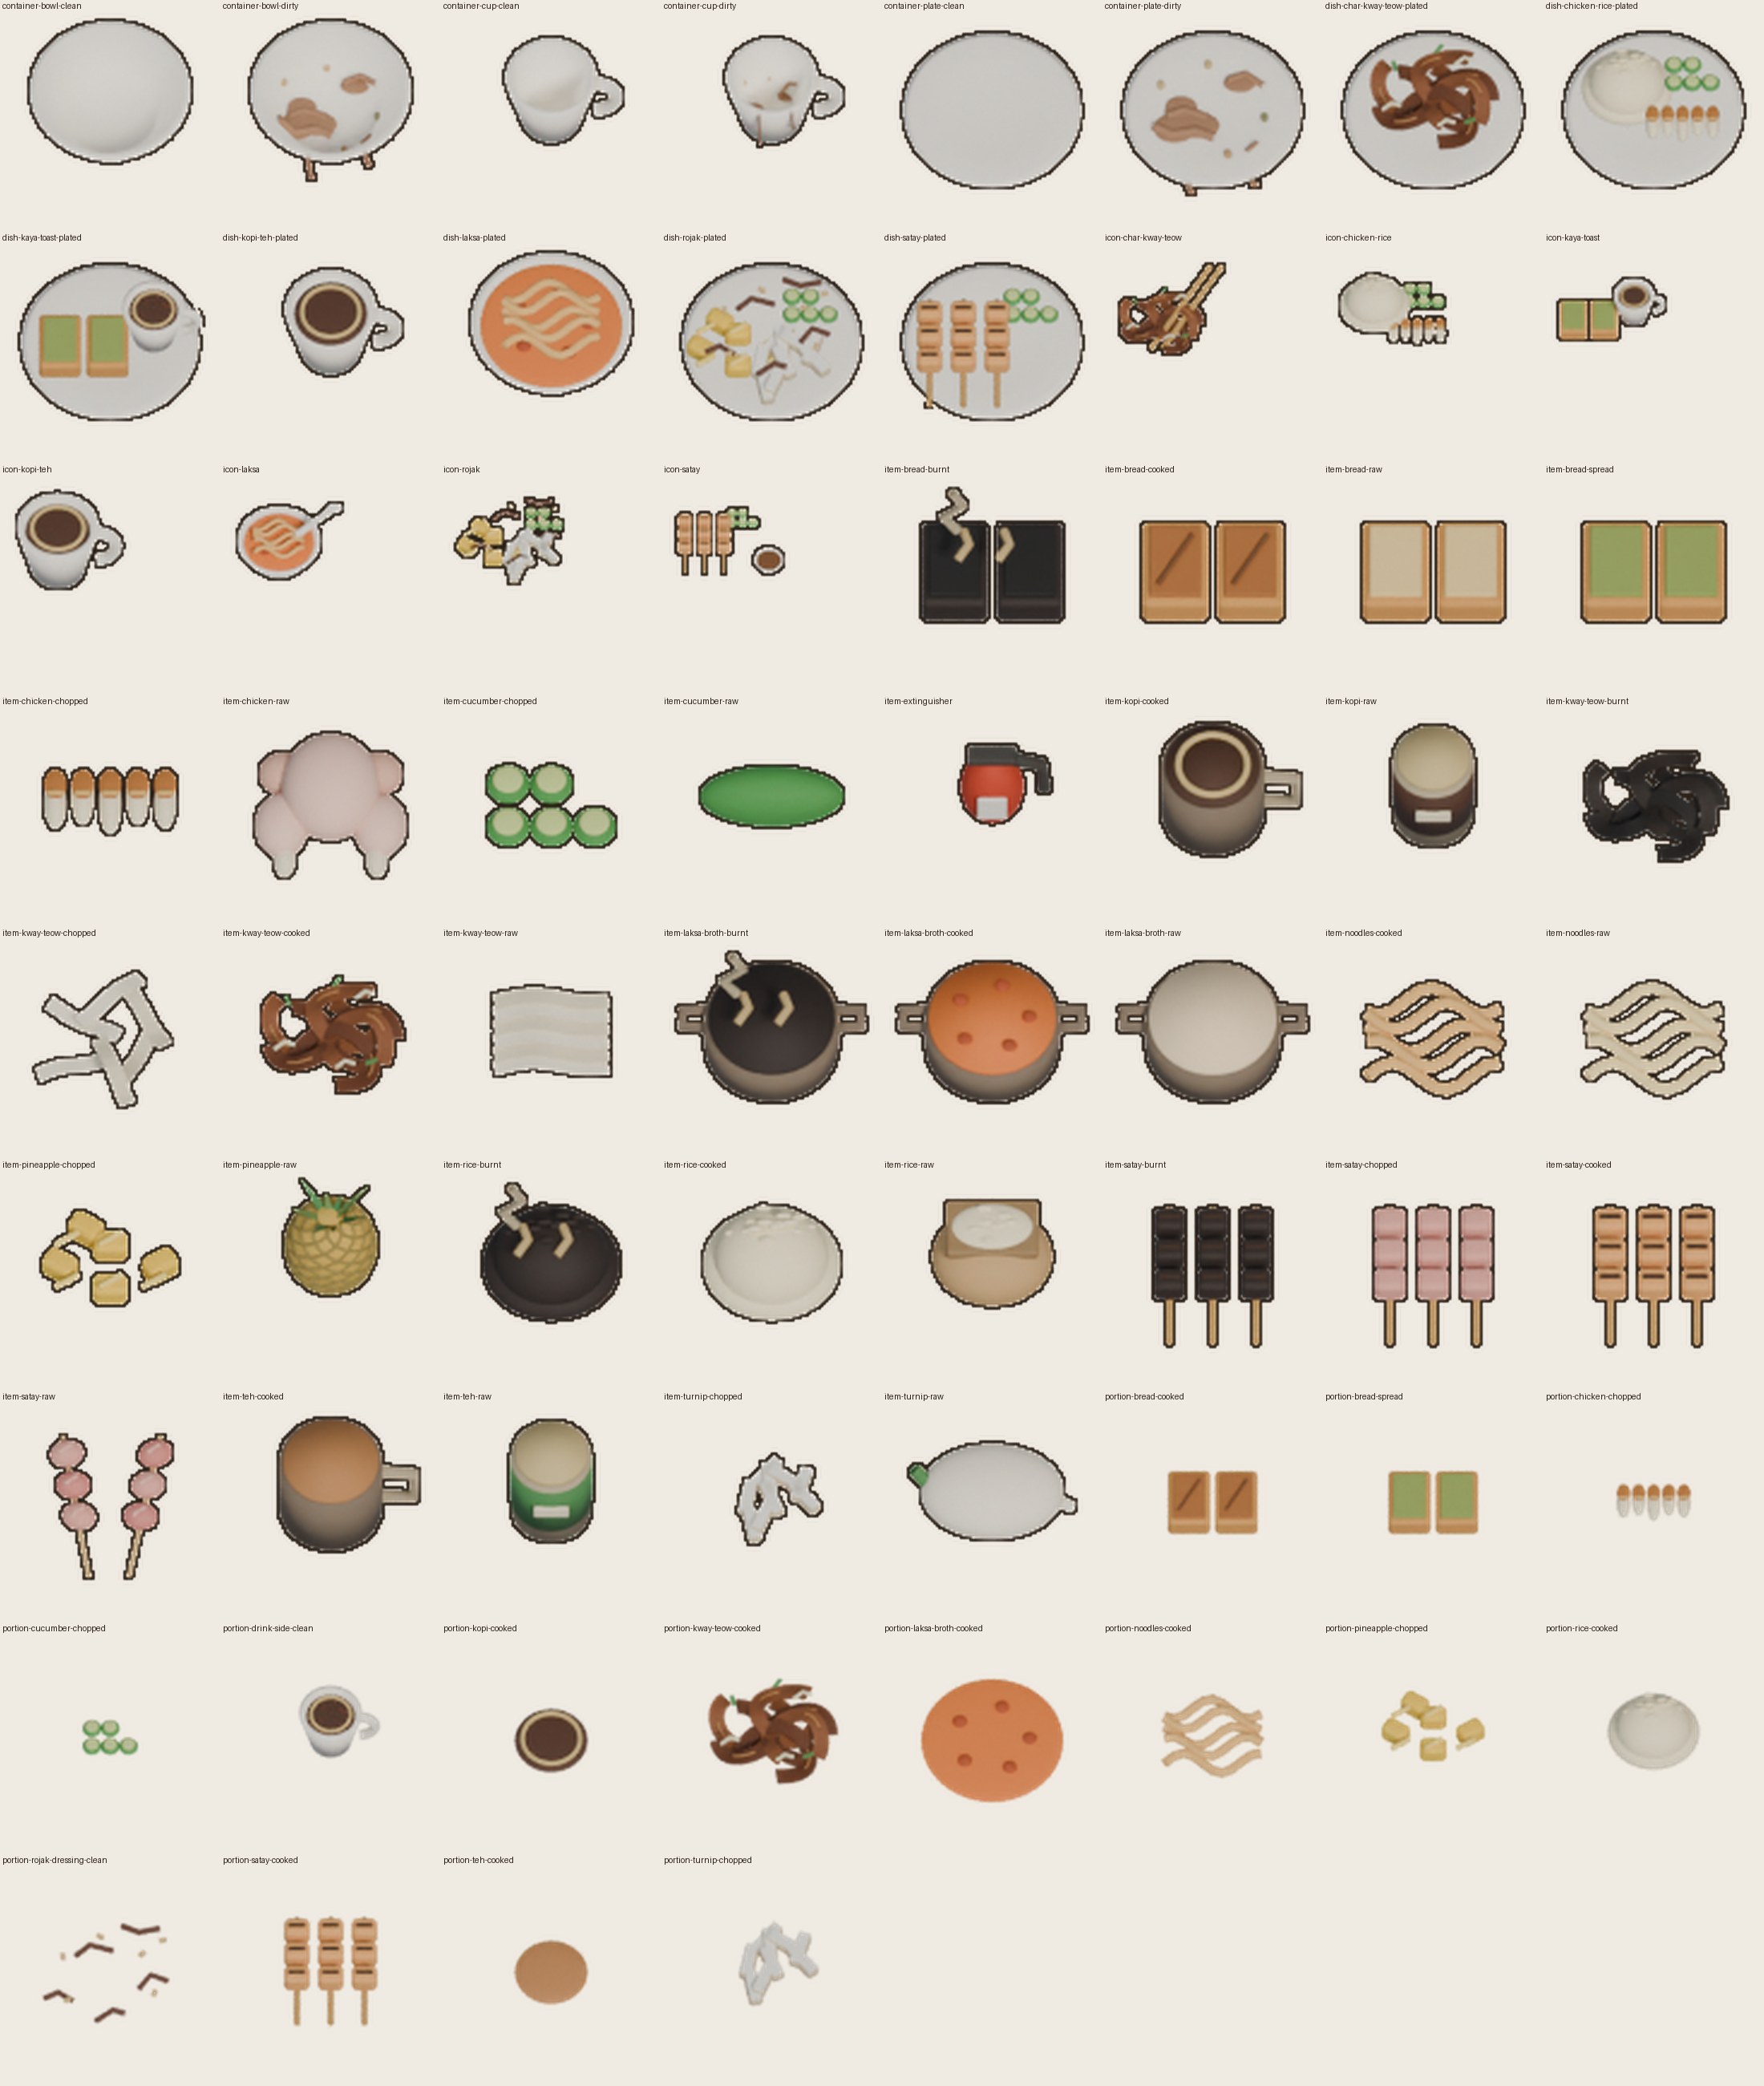 container-bowl-clean
container-bowl-dirty
container-cup-clean
container-cup-dirty
container-plate-clean
container-plate-dirty
dish-char-kway-teow-plated
dish-chicken-rice-plated
dish-kaya-toast-plated
dish-kopi-teh-plated
dish-laksa-plated
dish-rojak-plated
dish-satay-plated
icon-char-kway-teow
icon-chicken-rice
icon-kaya-toast
icon-kopi-teh
icon-laksa
icon-rojak
icon-satay
item-bread-burnt
item-bread-cooked
item-bread-raw
item-bread-spread
item-chicken-chopped
item-chicken-raw
item-cucumber-chopped
item-cucumber-raw
item-extinguisher
item-kopi-cooked
item-kopi-raw
item-kway-teow-burnt
item-kway-teow-chopped
item-kway-teow-cooked
item-kway-teow-raw
item-laksa-broth-burnt
item-laksa-broth-cooked
item-laksa-broth-raw
item-noodles-cooked
item-noodles-raw
item-pineapple-chopped
item-pineapple-raw
item-rice-burnt
item-rice-cooked
item-rice-raw
item-satay-burnt
item-satay-chopped
item-satay-cooked
item-satay-raw
item-teh-cooked
item-teh-raw
item-turnip-chopped
item-turnip-raw
portion-bread-cooked
portion-bread-spread
portion-chicken-chopped
portion-cucumber-chopped
portion-drink-side-clean
portion-kopi-cooked
portion-kway-teow-cooked
portion-laksa-broth-cooked
portion-noodles-cooked
portion-pineapple-chopped
portion-rice-cooked
portion-rojak-dressing-clean
portion-satay-cooked
portion-teh-cooked
portion-turnip-chopped